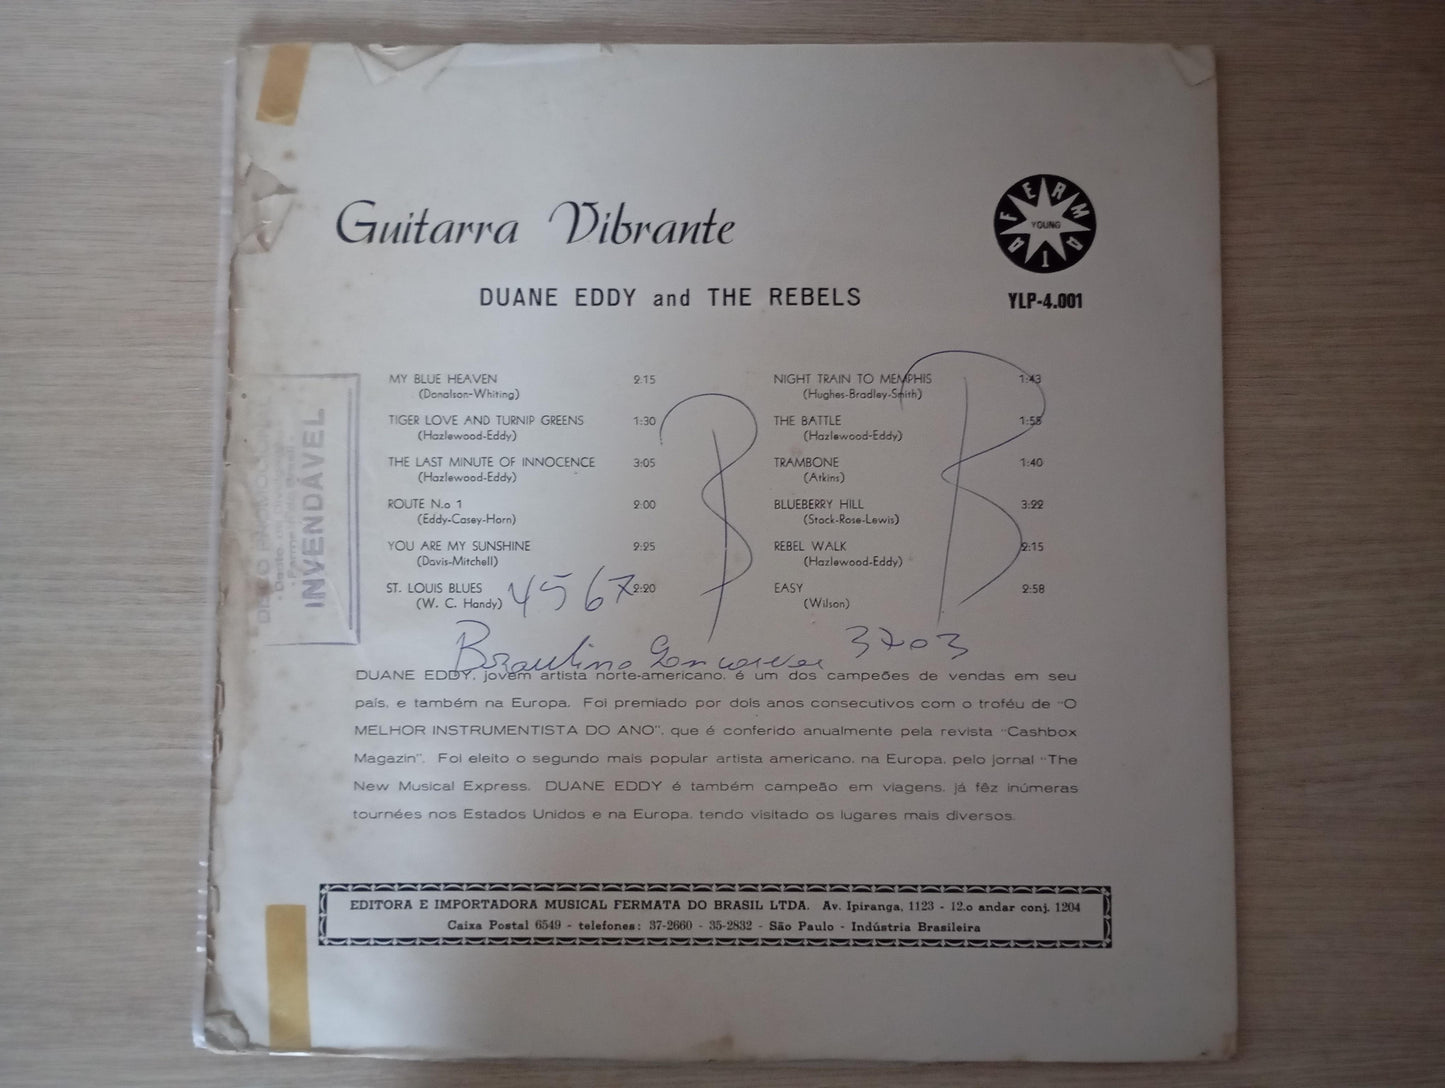 Guitarra Vibrante
DUANE EDDY and THE REBELS
FERMATA
YOUNG
YLP-4.001
MY BLUE HEAVEN 2:15
(Donalson-Whiting)
TIGER LOVE AND TURNIP GREENS 1:30
(Hazlewood-Eddy)
THE LAST MINUTE OF INNOCENCE 3:05
(Hazlewood-Eddy)
ROUTE N.o 1 2:00
(Eddy-Casey-Horn)
YOU ARE MY SUNSHINE 2:25
(Davis-Mitchell)
ST. LOUIS BLUES 2:20
(W. C. Handy)
NIGHT TRAIN TO MEMPHIS 1:43
(Hughes-Bradley-Smith)
THE BATTLE 1:55
(Hazlewood-Eddy)
TRAMBONE 1:40
(Atkins)
BLUEBERRY HILL 3:22
(Stock-Rose-Lewis)
REBEL WALK 2:15
(Hazlewood-Eddy)
EASY 2:58
(Wilson)
B
B
4567
3703
INVENDÁVEL
DUANE EDDY, jovem artista norte-americano, é um dos campeões de vendas em seu
país, e também na Europa. Foi premiado por dois anos consecutivos com o troféu de "O
MELHOR INSTRUMENTISTA DO ANO", que é conferido anualmente pela revista "Cashbox
Magazin". Foi eleito o segundo mais popular artista americano, na Europa, pelo jornal "The
New Musical Express. DUANE EDDY é também campeão em viagens, já fêz inúmeras
tournées nos Estados Unidos e na Europa, tendo visitado os lugares mais diversos.
EDITORA E IMPORTADORA MUSICAL FERMATA DO BRASIL LTDA. Av. Ipiranga, 1123 - 12.o andar conj. 1204
Caixa Postal 6549 - telefones: 37-2660 - 35-2832 - São Paulo - Indústria Brasileira